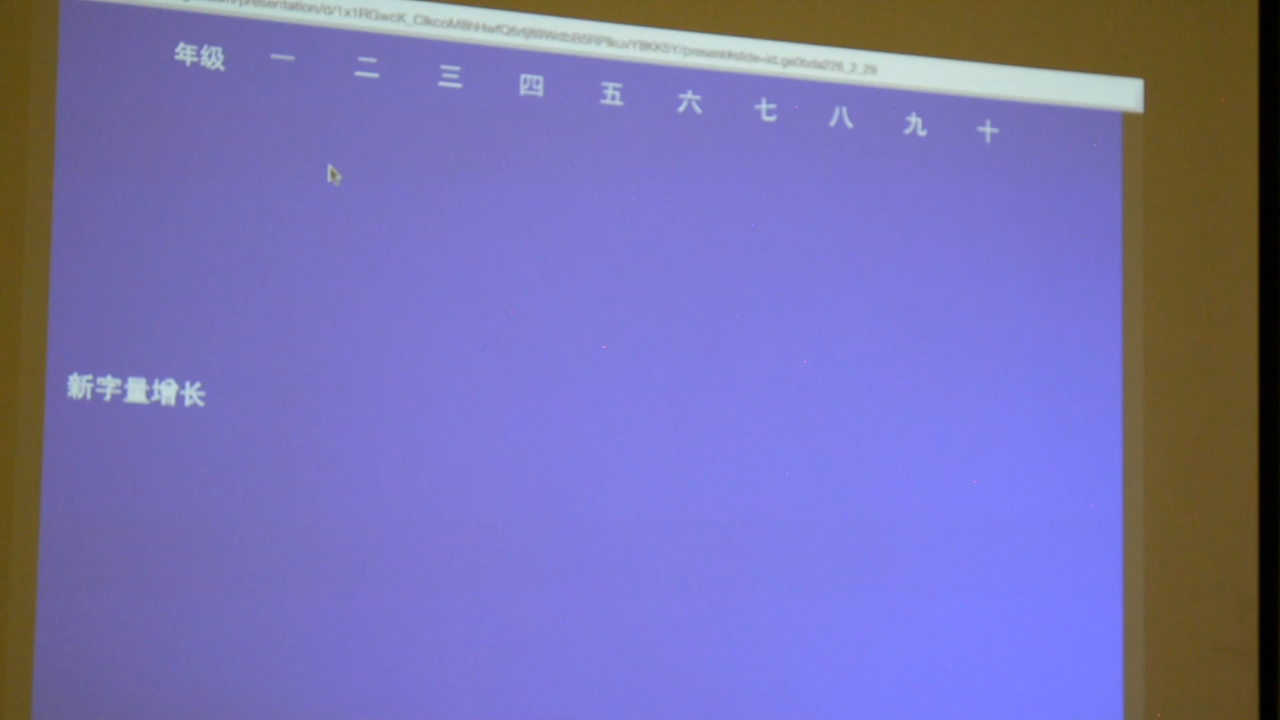 年级 一 二 三 四 五 六 七 八 九 十
新字量增长